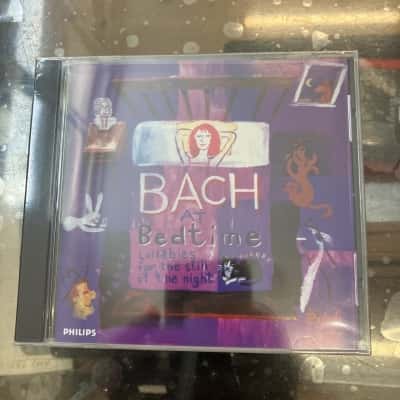 BACH
AT
Bedtime
Lullabies
for the still
of the night
PHILIPS